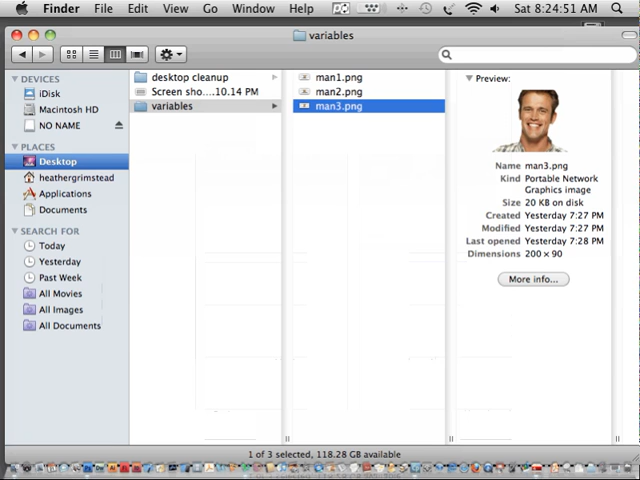 Finder File Edit View Go Window Help Sat 8:24:51 AM
variables
DEVICES
iDisk
Macintosh HD
NO NAME
PLACES
Desktop
heathergrimstead
Applications
Documents
SEARCH FOR
Today
Yesterday
Past Week
All Movies
All Images
All Documents
desktop cleanup
Screen sho....10.14 PM
variables
man1.png
man2.png
man3.png
Preview:
Name man3.png
Kind Portable Network
Graphics image
Size 20 KB on disk
Created Yesterday 7:27 PM
Modified Yesterday 7:27 PM
Last opened Yesterday 7:28 PM
Dimensions 200 × 90
More info...
1 of 3 selected, 118.28 GB available